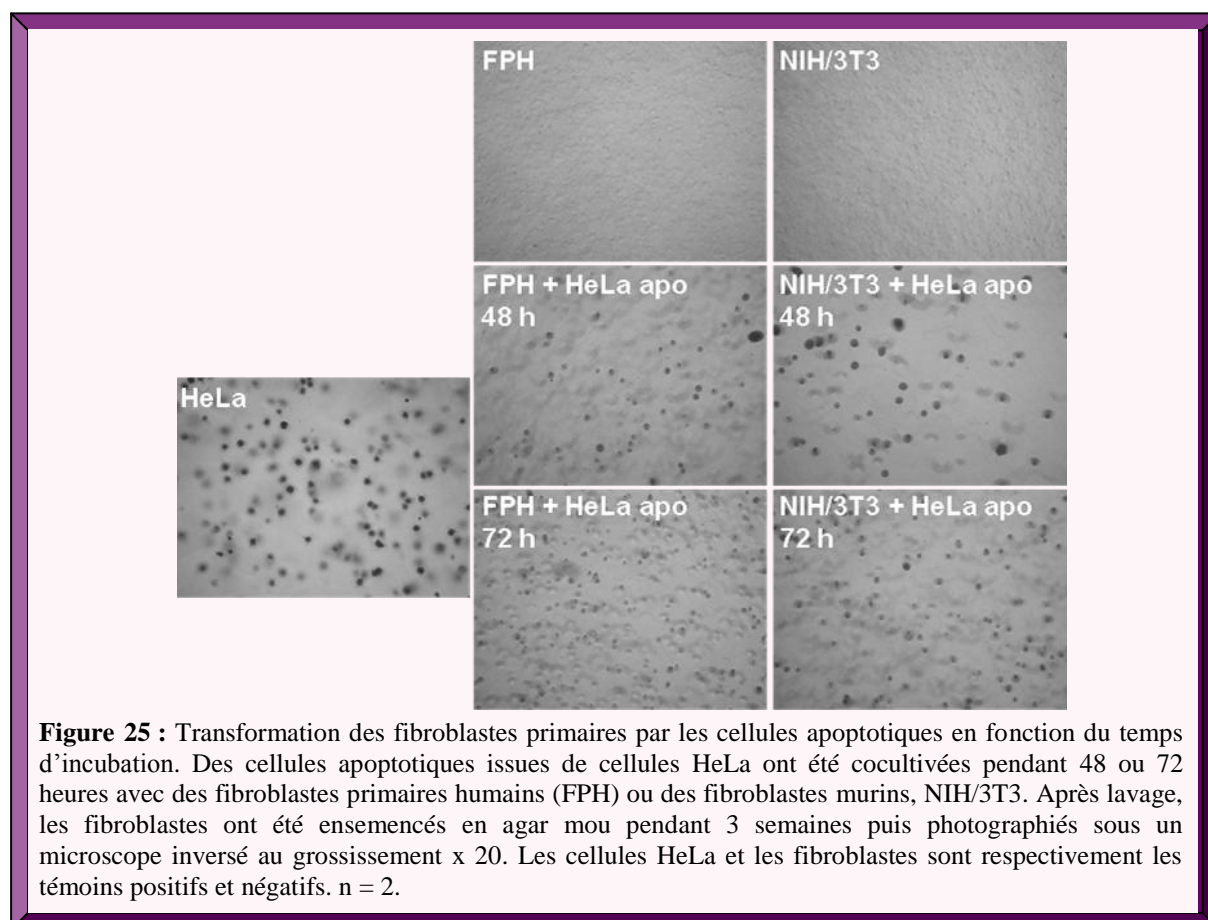 FPH
NIH/3T3
FPH + HeLa apo
48 h
NIH/3T3 + HeLa apo
48 h
HeLa
FPH + HeLa apo
72 h
NIH/3T3 + HeLa apo
72 h
Figure 25 : Transformation des fibroblastes primaires par les cellules apoptotiques en fonction du temps
d’incubation. Des cellules apoptotiques issues de cellules HeLa ont été cocultivées pendant 48 ou 72
heures avec des fibroblastes primaires humains (FPH) ou des fibroblastes murins, NIH/3T3. Après lavage,
les fibroblastes ont été ensemencés en agar mou pendant 3 semaines puis photographiés sous un
microscope inversé au grossissement x 20. Les cellules HeLa et les fibroblastes sont respectivement les
témoins positifs et négatifs. n = 2.